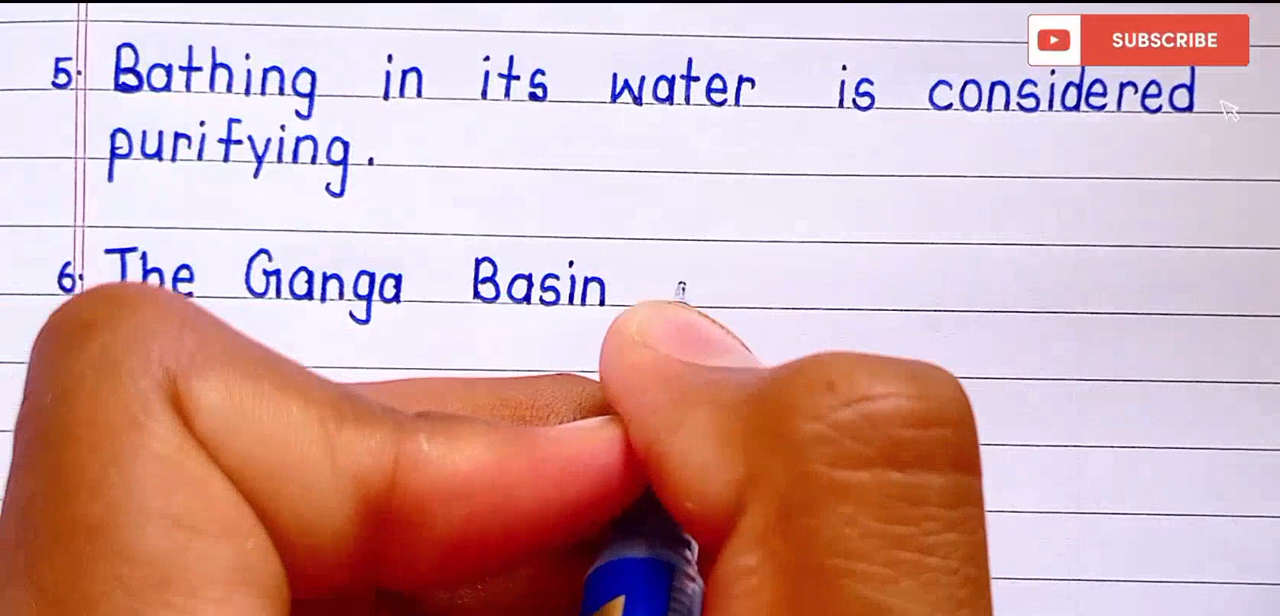 SUBSCRIBE
5. Bathing in its water is considered
purifying.
6. The Ganga Basin